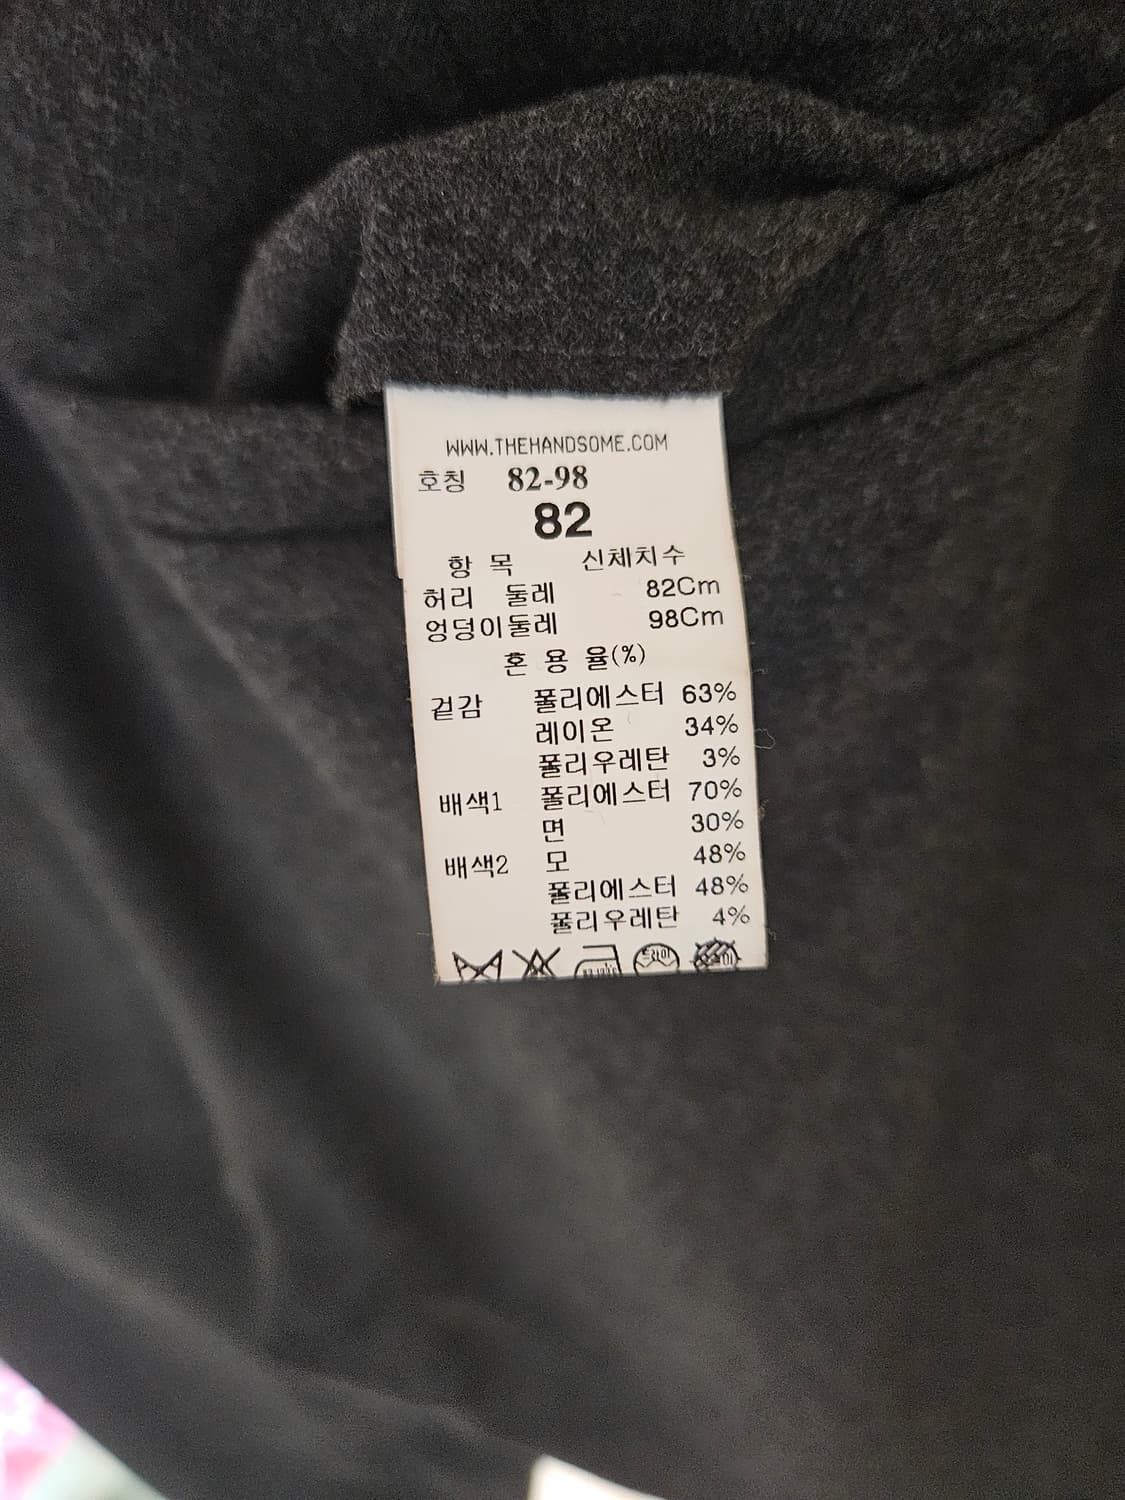 WWW.THEHANDSOME.COM
호칭 82-98
82
항 목 신체치수
허리 둘레 82Cm
엉덩이둘레 98Cm
혼 용 율(%)
겉감 폴리에스터 63%
레이온 34%
폴리우레탄 3%
배색1 폴리에스터 70%
면 30%
배색2 모 48%
폴리에스터 48%
폴리우레탄 4%
드라이